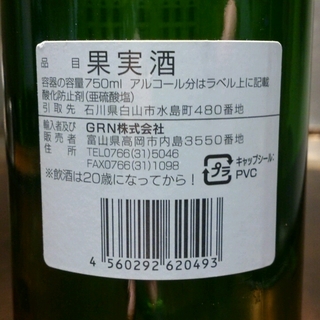 品目 果実酒
容器の容量750ml アルコール分はラベル上に記載
酸化防止剤(亜硫酸塩)
引取先 石川県白山市水島町480番地
輸入者及び GRN株式会社
販売者 富山県高岡市内島3550番地
住所 TEL0766(31)5046
FAX0766(31)1098
※飲酒は20歳になってから!
プラ
キャップシール:
PVC
4 560292 620493